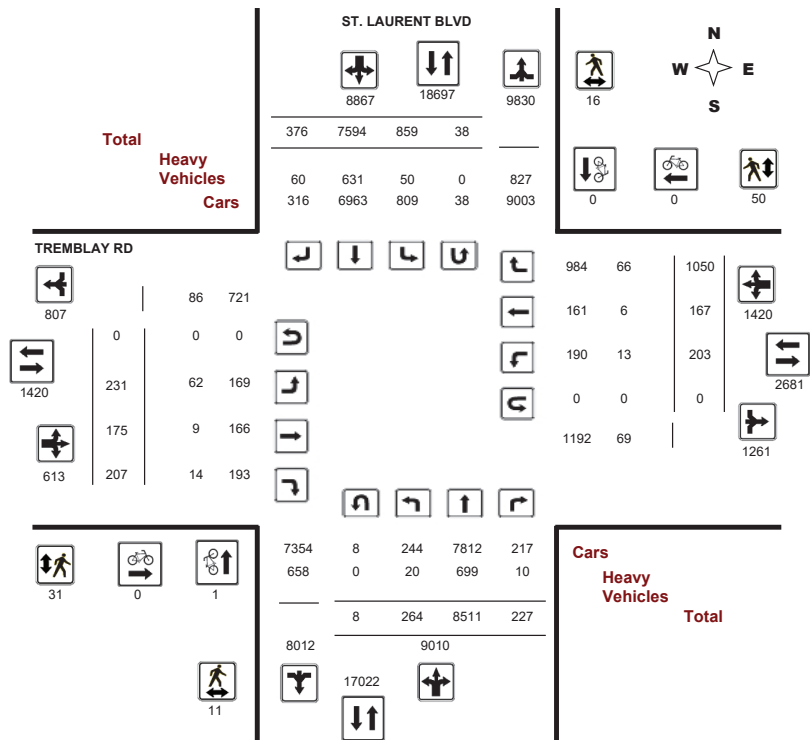 ST. LAURENT BLVD
N
W E
S
8867 18697 9830 16
376 7594 859 38
Total
Heavy
Vehicles
Cars
60 631 50 0 827
316 6963 809 38 9003
0 0 50
TREMBLAY RD
807
86 721
0 0 0
1420
231 62 169
175 9 166
613
207 14 193
984 66 1050
1420
161 6 167
190 13 203
2681
0 0 0
1192 69
1261
7354 8 244 7812 217
658 0 20 699 10
8 264 8511 227
8012 9010
17022
31 0 1
11
Cars
Heavy
Vehicles
Total